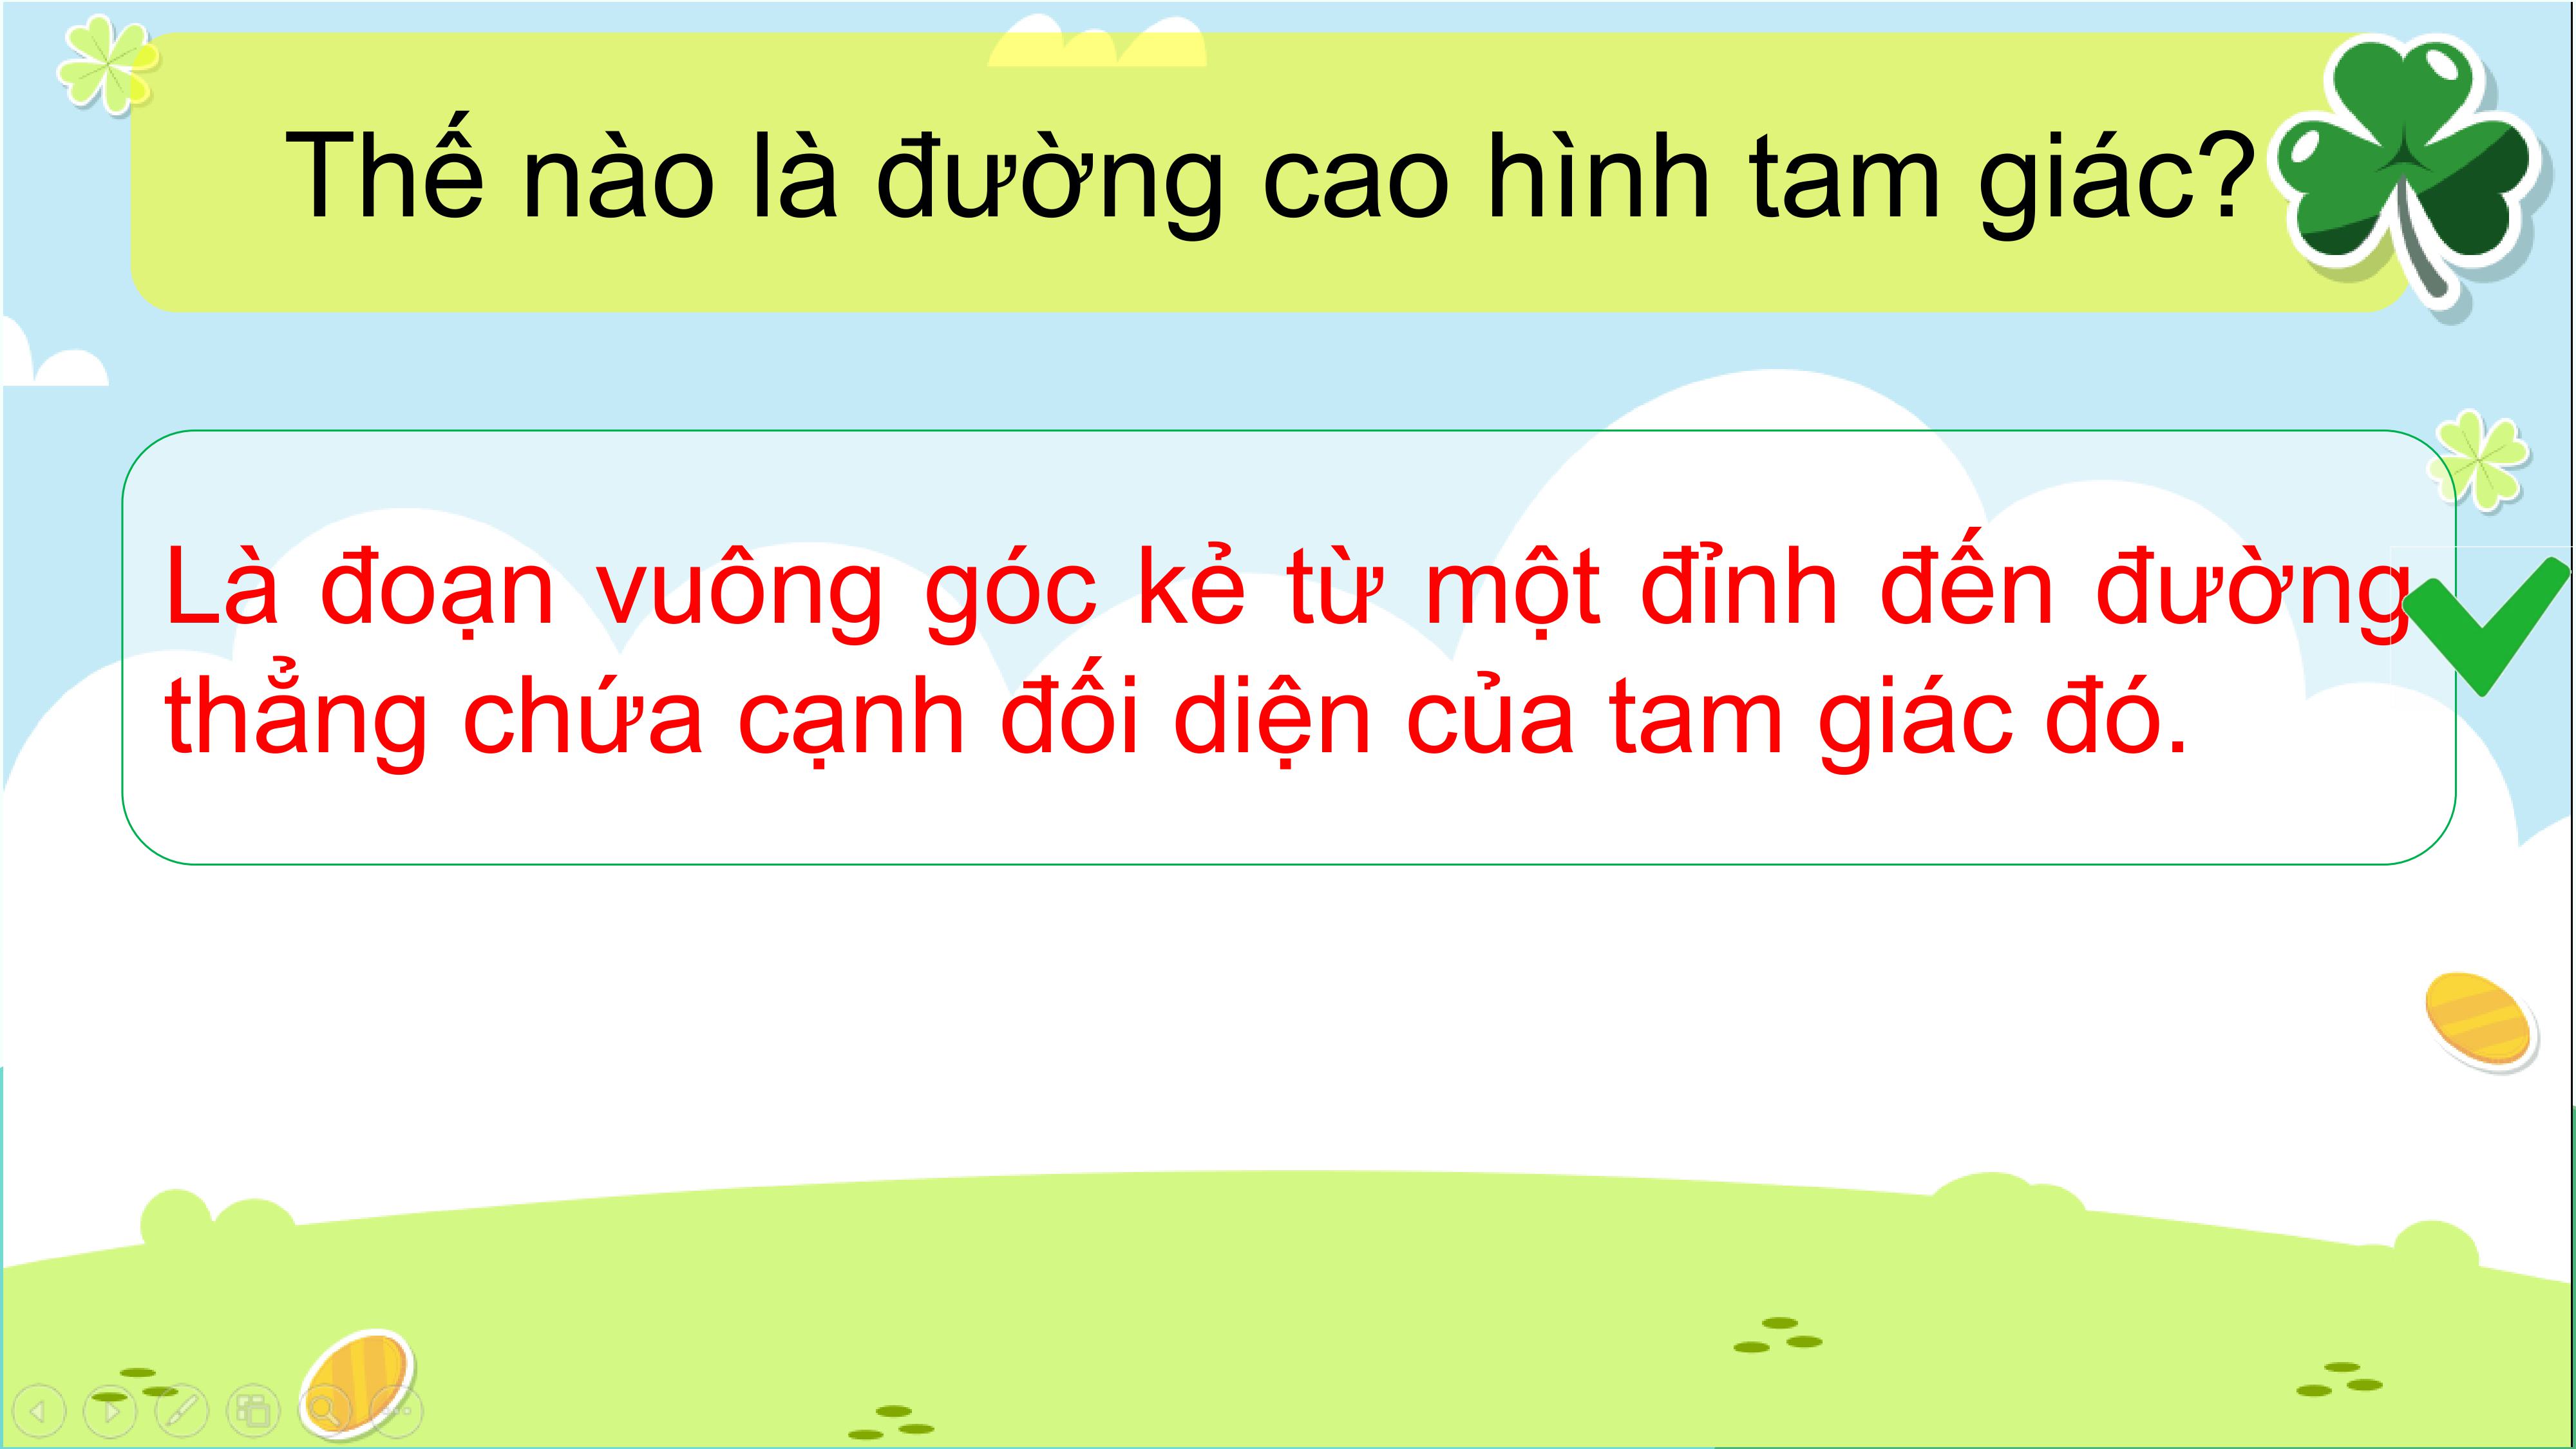 Thế nào là đường cao hình tam giác?
Là đoạn vuông góc kẻ từ một đỉnh đến đường
thẳng chứa cạnh đối diện của tam giác đó.